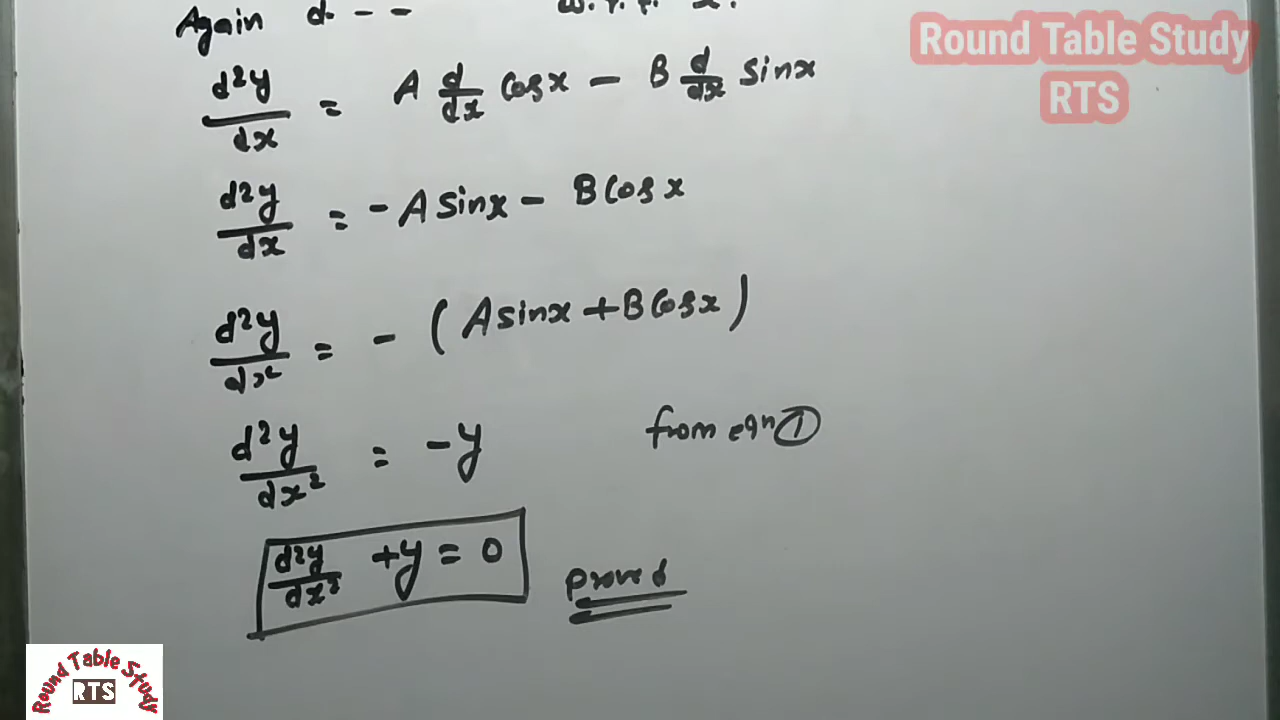 Again d - -
Round Table Study
RTS
d²y/dx = A d/dx Cosx - B d/dx sinx
d²y/dx = - A sinx - B Cosx
d²y/dx² = - (A sinx + B Cosx)
d²y/dx² = - y from eqn ①
d²y/dx² + y = 0 proved
Round Table Study
RTS